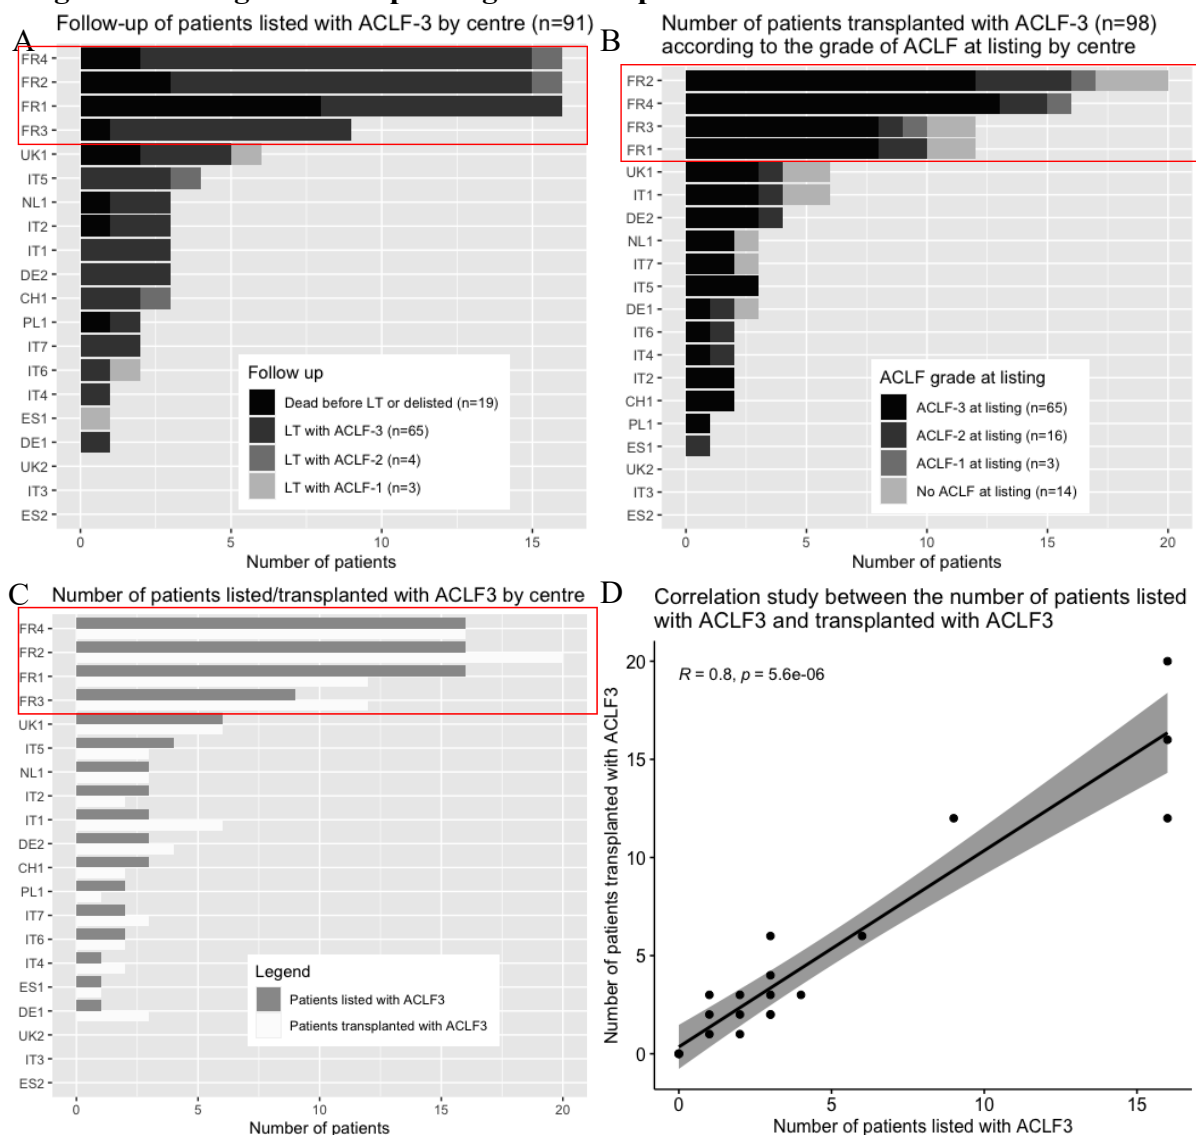 A
Follow-up of patients listed with ACLF-3 by centre (n=91)
FR4
FR2
FR1
FR3
UK1
IT5
NL1
IT2
IT1
DE2
CH1
PL1
IT7
IT6
IT4
ES1
DE1
UK2
IT3
ES2
Follow up
Dead before LT or delisted (n=19)
LT with ACLF-3 (n=65)
LT with ACLF-2 (n=4)
LT with ACLF-1 (n=3)
0 5 10 15
Number of patients
B
Number of patients transplanted with ACLF-3 (n=98)
according to the grade of ACLF at listing by centre
FR2
FR4
FR3
FR1
UK1
IT1
DE2
NL1
IT7
IT5
DE1
IT6
IT4
IT2
CH1
PL1
ES1
UK2
IT3
ES2
ACLF grade at listing
ACLF-3 at listing (n=65)
ACLF-2 at listing (n=16)
ACLF-1 at listing (n=3)
No ACLF at listing (n=14)
0 5 10 15 20
Number of patients
C
Number of patients listed/transplanted with ACLF3 by centre
FR4
FR2
FR1
FR3
UK1
IT5
NL1
IT2
IT1
DE2
CH1
PL1
IT7
IT6
IT4
ES1
DE1
UK2
IT3
ES2
Legend
Patients listed with ACLF3
Patients transplanted with ACLF3
0 5 10 15 20
Number of patients
D
Correlation study between the number of patients listed
with ACLF3 and transplanted with ACLF3
R = 0.8, p = 5.6e-06
Number of patients transplanted with ACLF3
20
15
10
5
0
0 5 10 15
Number of patients listed with ACLF3